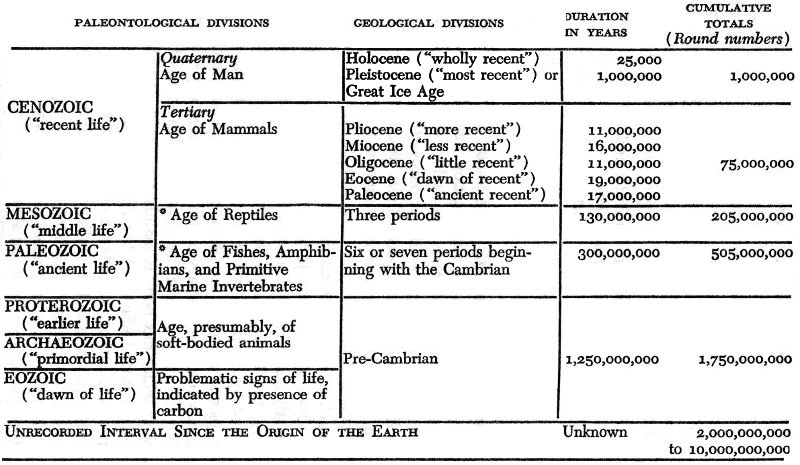 PALEONTOLOGICAL DIVISIONS GEOLOGICAL DIVISIONS DURATION IN YEARS CUMULATIVE TOTALS (Round numbers)
CENOZOIC
("recent life")
Quaternary
Age of Man
Holocene ("wholly recent") 25,000
Pleistocene ("most recent") or 1,000,000 1,000,000
Great Ice Age
Tertiary
Age of Mammals
Pliocene ("more recent") 11,000,000
Miocene ("less recent") 16,000,000
Oligocene ("little recent") 11,000,000 75,000,000
Eocene ("dawn of recent") 19,000,000
Paleocene ("ancient recent") 17,000,000
MESOZOIC * Age of Reptiles Three periods 130,000,000 205,000,000
("middle life")
PALEOZOIC * Age of Fishes, Amphib- Six or seven periods begin- 300,000,000 505,000,000
("ancient life") ians, and Primitive ning with the Cambrian
Marine Invertebrates
PROTEROZOIC
("earlier life")
Age, presumably, of
soft-bodied animals
ARCHAEOZOIC
("primordial life") Pre-Cambrian 1,250,000,000 1,750,000,000
EOZOIC Problematic signs of life,
("dawn of life") indicated by presence of
carbon
UNRECORDED INTERVAL SINCE THE ORIGIN OF THE EARTH Unknown 2,000,000,000
to 10,000,000,000